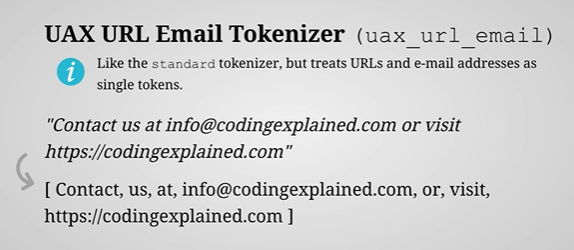 UAX URL Email Tokenizer (uax_url_email)
i Like the standard tokenizer, but treats URLs and e-mail addresses as
single tokens.
"Contact us at info@codingexplained.com or visit
https://codingexplained.com"
[ Contact, us, at, info@codingexplained.com, or, visit,
https://codingexplained.com ]